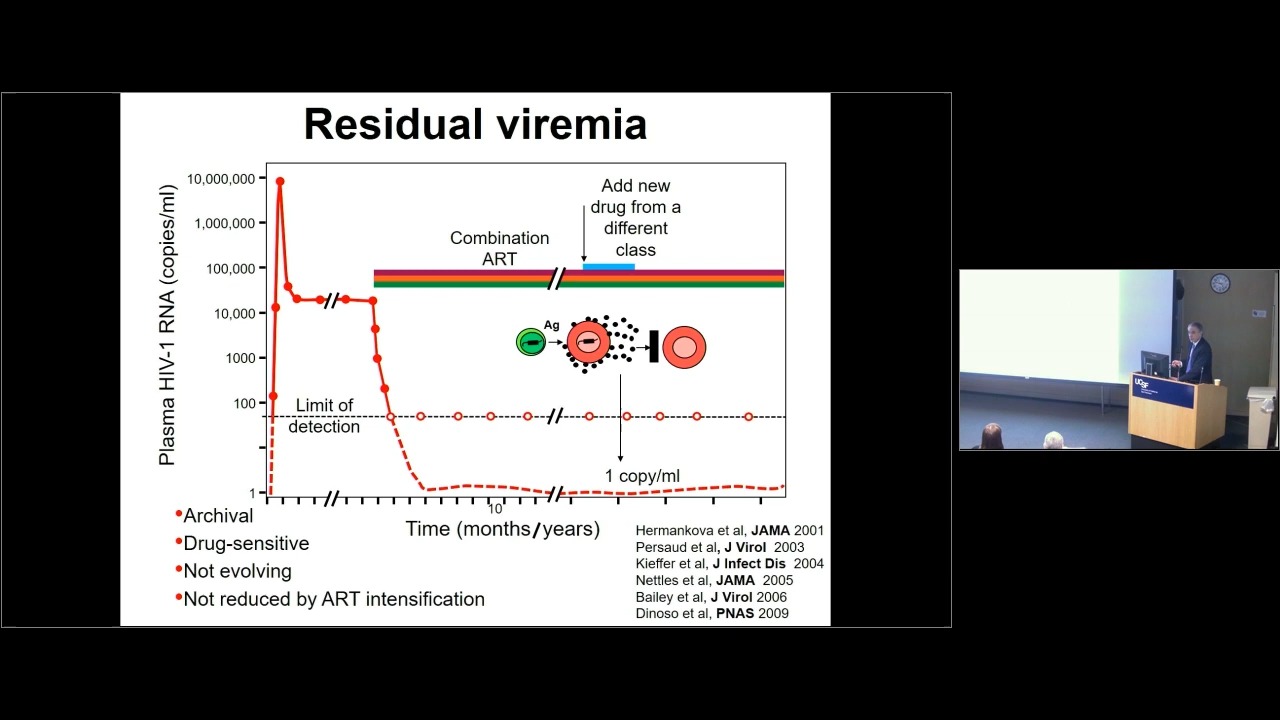 Residual viremia
Plasma HIV-1 RNA (copies/ml)
10,000,000
1,000,000
100,000
10,000
1000
100
1
Add new
drug from a
different
class
Combination
ART
Ag
Limit of
detection
1 copy/ml
10
Time (months/years)
•Archival
•Drug-sensitive
•Not evolving
•Not reduced by ART intensification
Hermankova et al, JAMA 2001
Persaud et al, J Virol 2003
Kieffer et al, J Infect Dis 2004
Nettles et al, JAMA 2005
Bailey et al, J Virol 2006
Dinoso et al, PNAS 2009
UCSF